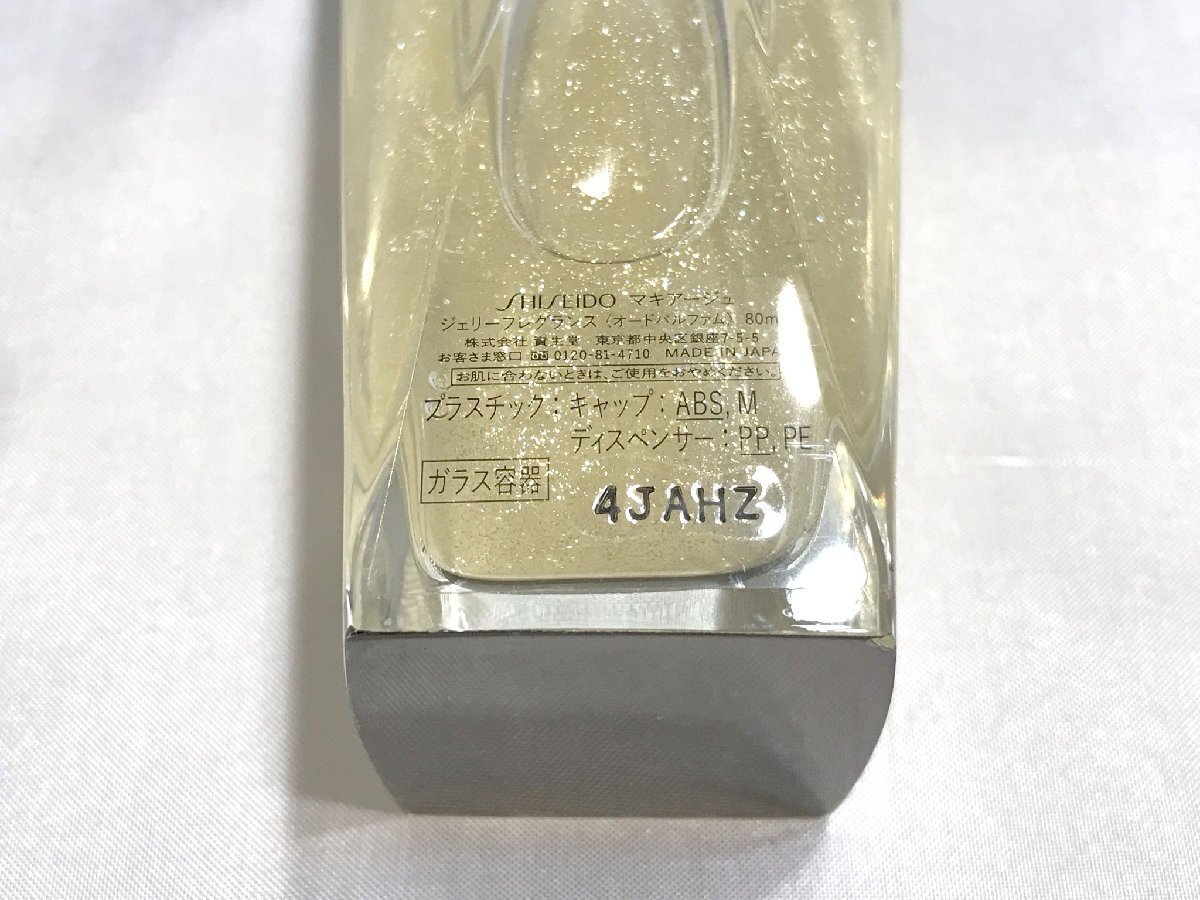 SHISEIDO マキアージュ
ジェリーフレグランス〈オードパルファム〉 80m
株式会社 資生堂 東京都中央区銀座7-5-5
お客さま窓口 0120-81-4710 MADE IN JAPA
お肌に合わないときは、ご使用をおやめください。
プラスチック:キャップ:ABS, M
ディスペンサー:PP, PE
ガラス容器
4JAHZ